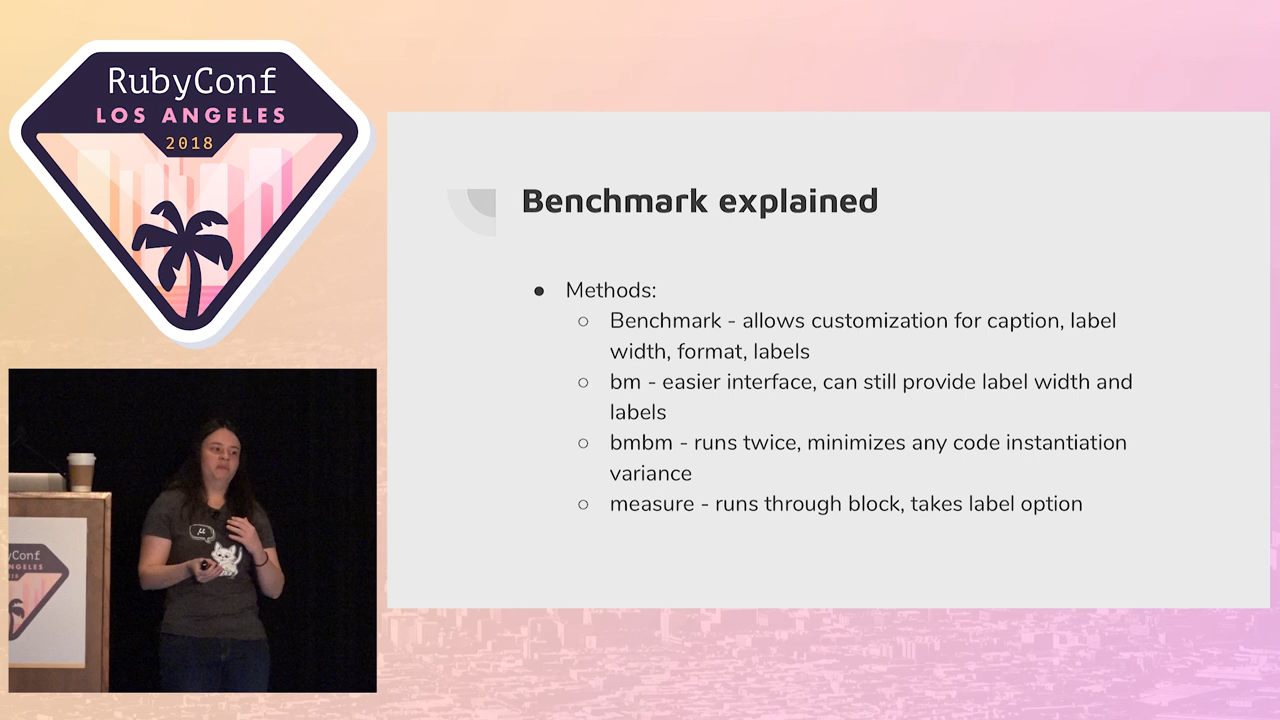 RubyConf
LOS ANGELES
2018
Benchmark explained
● Methods:
○ Benchmark - allows customization for caption, label
width, format, labels
○ bm - easier interface, can still provide label width and
labels
○ bmbm - runs twice, minimizes any code instantiation
variance
○ measure - runs through block, takes label option
μ
yConf
NGELES